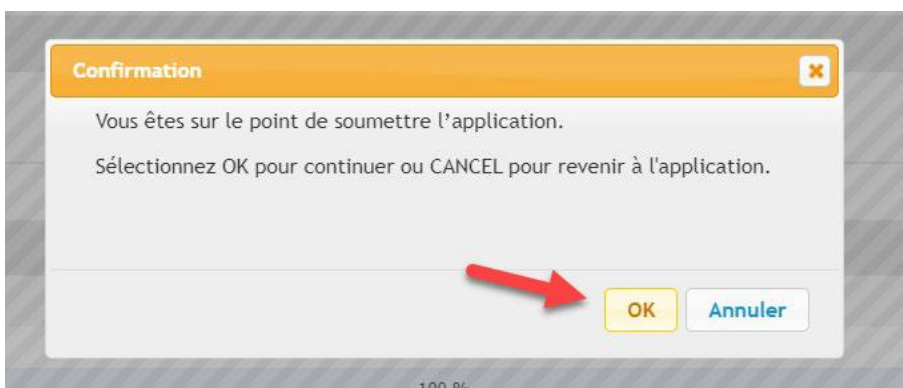 Confirmation
Vous êtes sur le point de soumettre l’application.
Sélectionnez OK pour continuer ou CANCEL pour revenir à l'application.
OK
Annuler
100 %